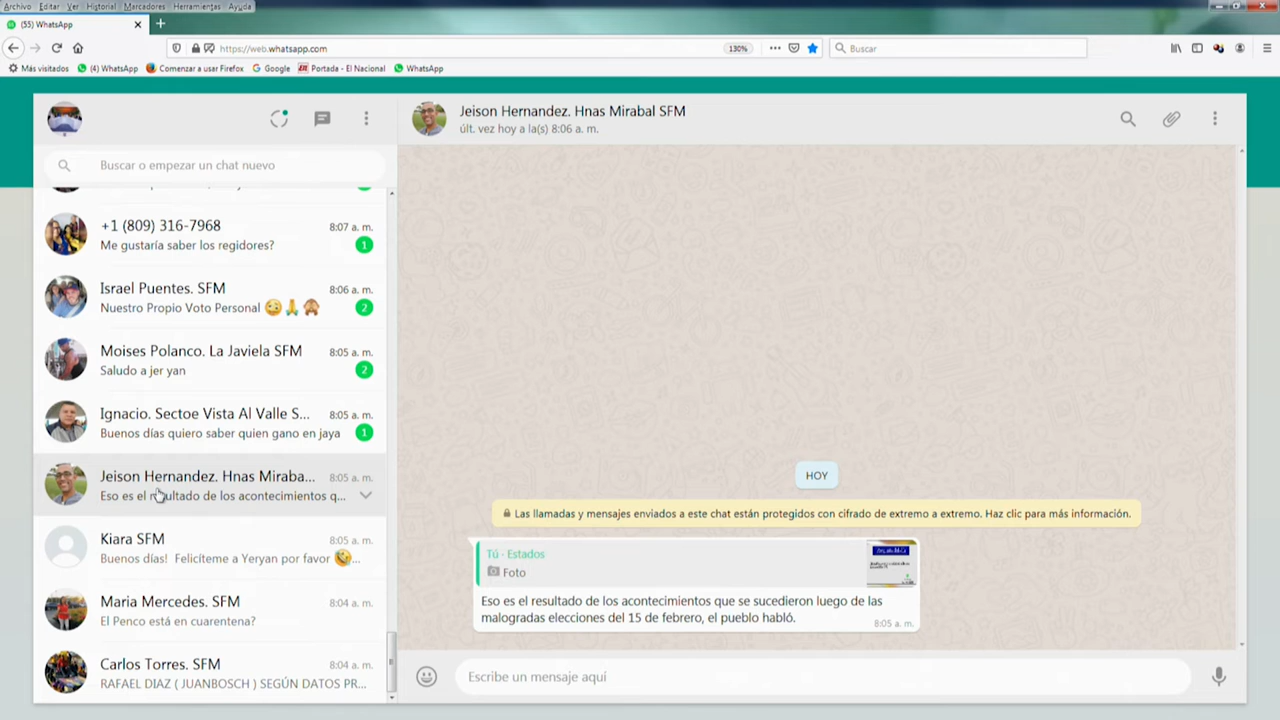 Archivo Editar Ver Historial Marcadores Herramientas Ayuda
(55) WhatsApp
https://web.whatsapp.com
130%
Buscar
Más visitados (4) WhatsApp Comenzar a usar Firefox Google Portada - El Nacional WhatsApp
Buscar o empezar un chat nuevo
+1 (809) 316-7968 8:07 a. m.
Me gustaría saber los regidores? 1
Israel Puentes. SFM 8:06 a. m.
Nuestro Propio Voto Personal 2
Moises Polanco. La Javiela SFM 8:05 a. m.
Saludo a jer yan 2
Ignacio. Sectoe Vista Al Valle S... 8:05 a. m.
Buenos días quiero saber quien gano en jaya 1
Jeison Hernandez. Hnas Miraba... 8:05 a. m.
Eso es el resultado de los acontecimientos q...
Kiara SFM 8:05 a. m.
Buenos días! Felicíteme a Yeryan por favor 🤣...
Maria Mercedes. SFM 8:04 a. m.
El Penco está en cuarentena?
Carlos Torres. SFM 8:04 a. m.
RAFAEL DIAZ ( JUANBOSCH ) SEGÚN DATOS PR...
Jeison Hernandez. Hnas Mirabal SFM
últ. vez hoy a la(s) 8:06 a. m.
HOY
Las llamadas y mensajes enviados a este chat están protegidos con cifrado de extremo a extremo. Haz clic para más información.
Tú · Estados
Foto
Eso es el resultado de los acontecimientos que se sucedieron luego de las
malogradas elecciones del 15 de febrero, el pueblo habló.
8:05 a. m.
Escribe un mensaje aquí